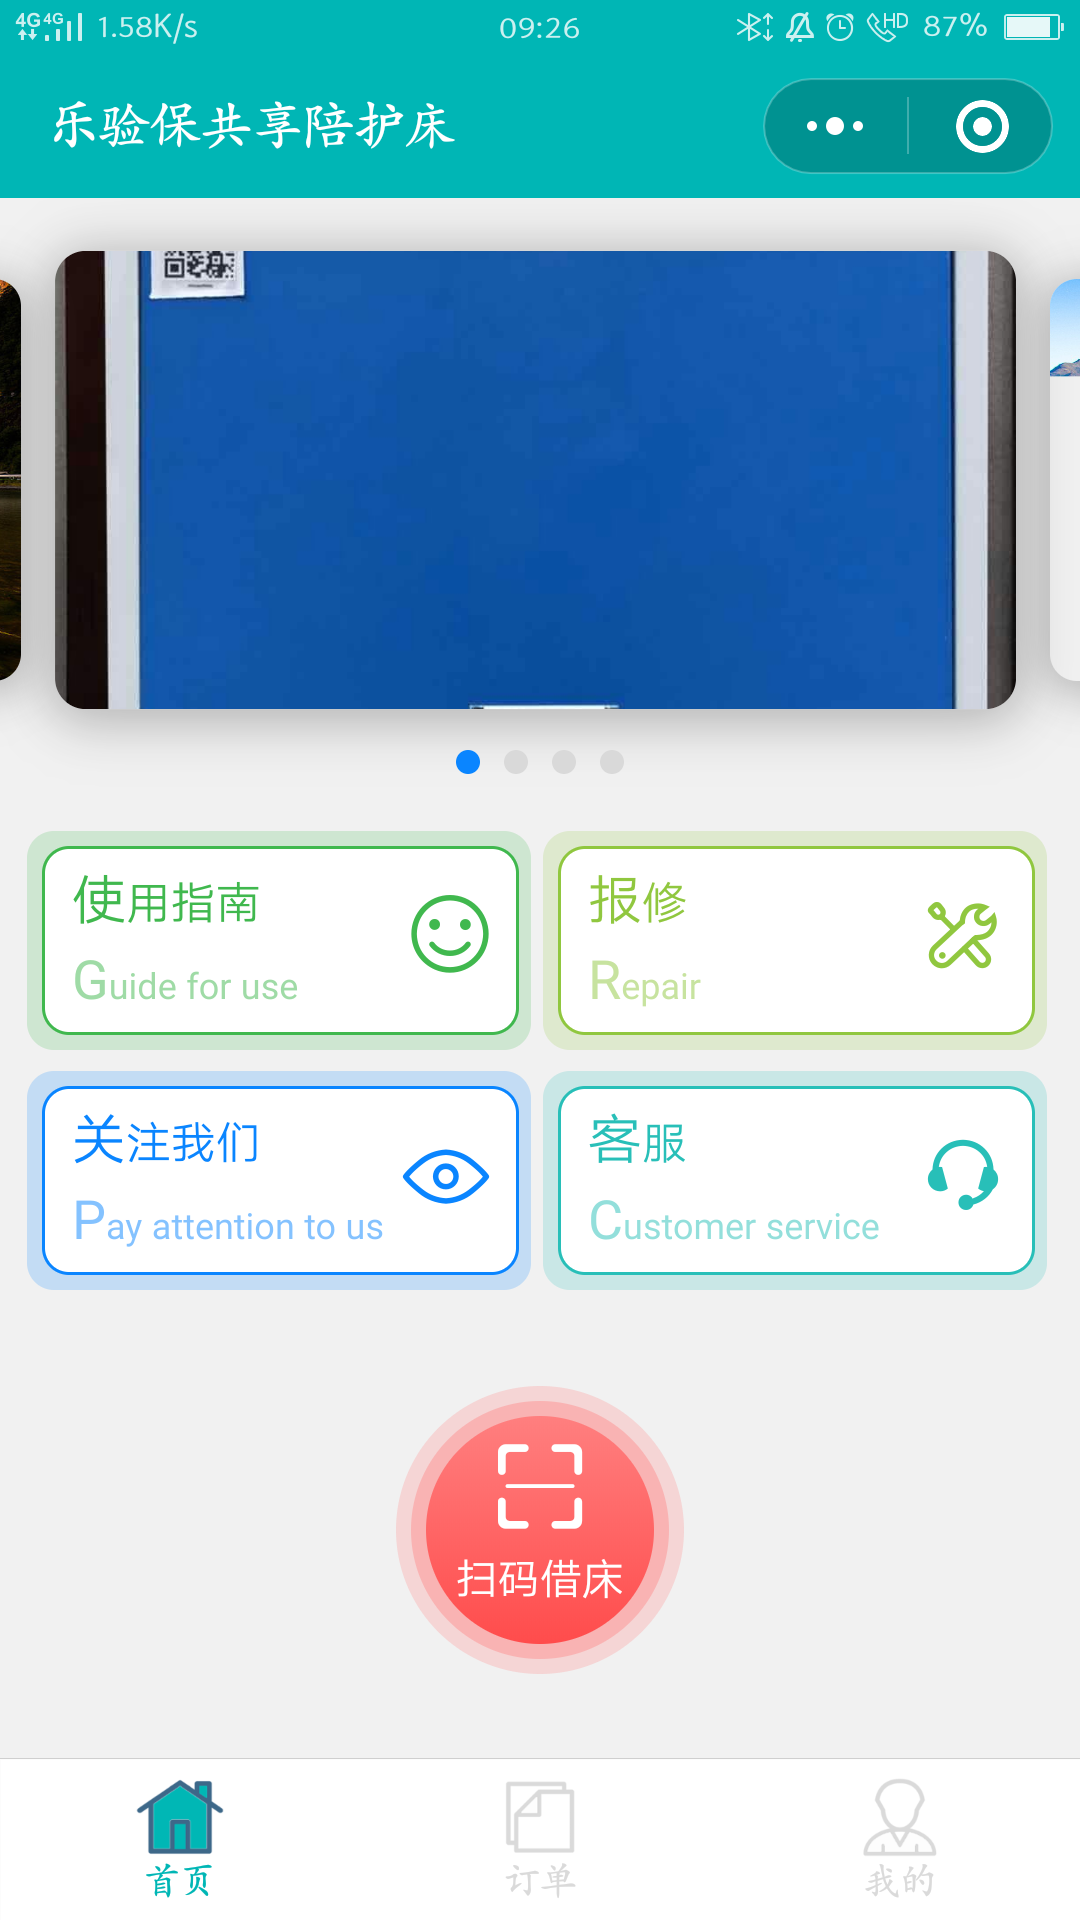 4G 4G 1.58K/s 09:26 HD 87%
乐验保共享陪护床
使用指南
Guide for use
报修
Repair
关注我们
Pay attention to us
客服
Customer service
扫码借床
首页 订单 我的